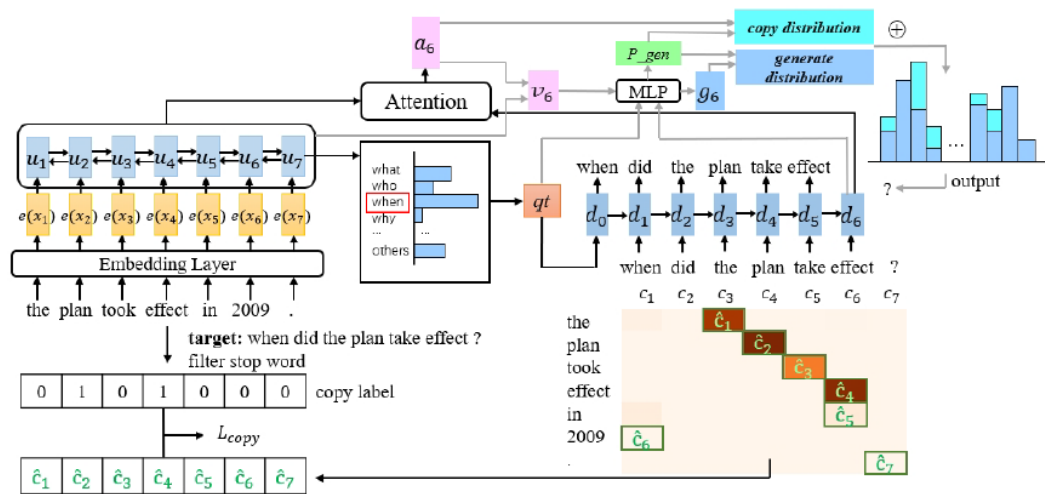 a₆
P_gen
copy distribution
⊕
generate distribution
Attention
v₆
MLP
g₆
u₁ u₂ u₃ u₄ u₅ u₆ u₇
e(x₁) e(x₂) e(x₃) e(x₄) e(x₅) e(x₆) e(x₇)
Embedding Layer
the plan took effect in 2009 .
what
who
when
why
...
others
qt
when did the plan take effect
d₀ d₁ d₂ d₃ d₄ d₅ d₆
when did the plan take effect ?
c₁ c₂ c₃ c₄ c₅ c₆ c₇
...
? output
target: when did the plan take effect ?
filter stop word
0 1 0 1 0 0 0 copy label
L_copy
ĉ₁ ĉ₂ ĉ₃ ĉ₄ ĉ₅ ĉ₆ ĉ₇
the ĉ₁
plan ĉ₂
took ĉ₃
effect ĉ₄
in ĉ₅
2009 ĉ₆
. ĉ₇